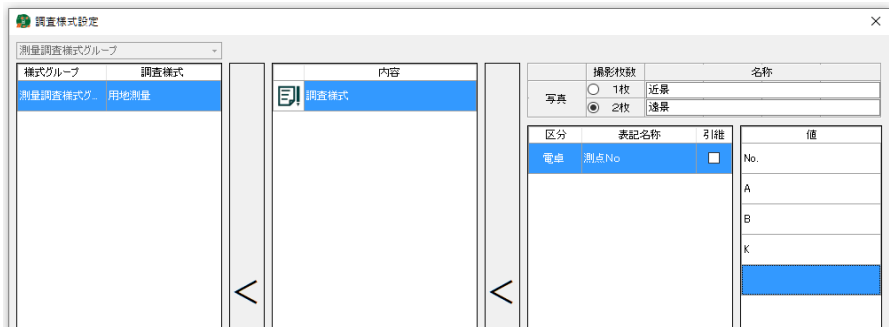 調査様式設定
測量調査様式グループ
様式グループ 調査様式
測量調査様式グ.. 用地測量
内容
調査様式
撮影枚数 名称
写真
1枚 近景
2枚 遠景
区分 表記名称 引継
電卓 測点No
値
No.
A
B
K
<
<